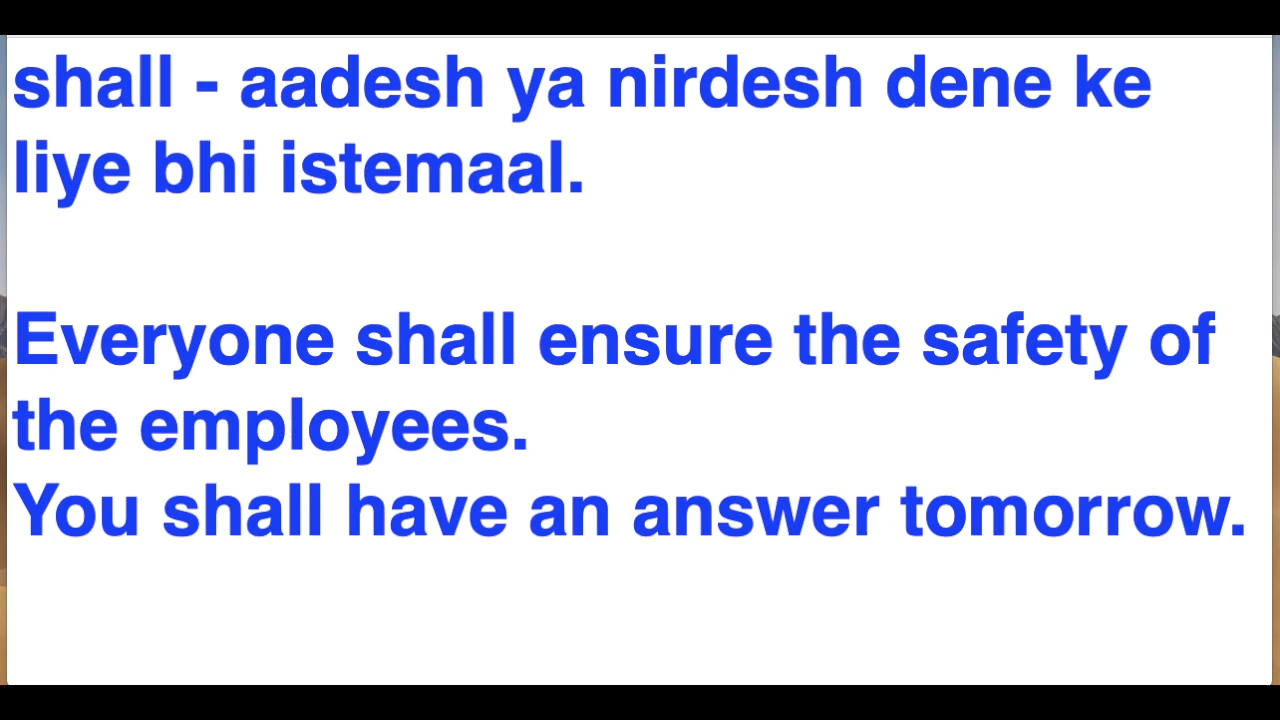 shall - aadesh ya nirdesh dene ke
liye bhi istemaal.
Everyone shall ensure the safety of
the employees.
You shall have an answer tomorrow.